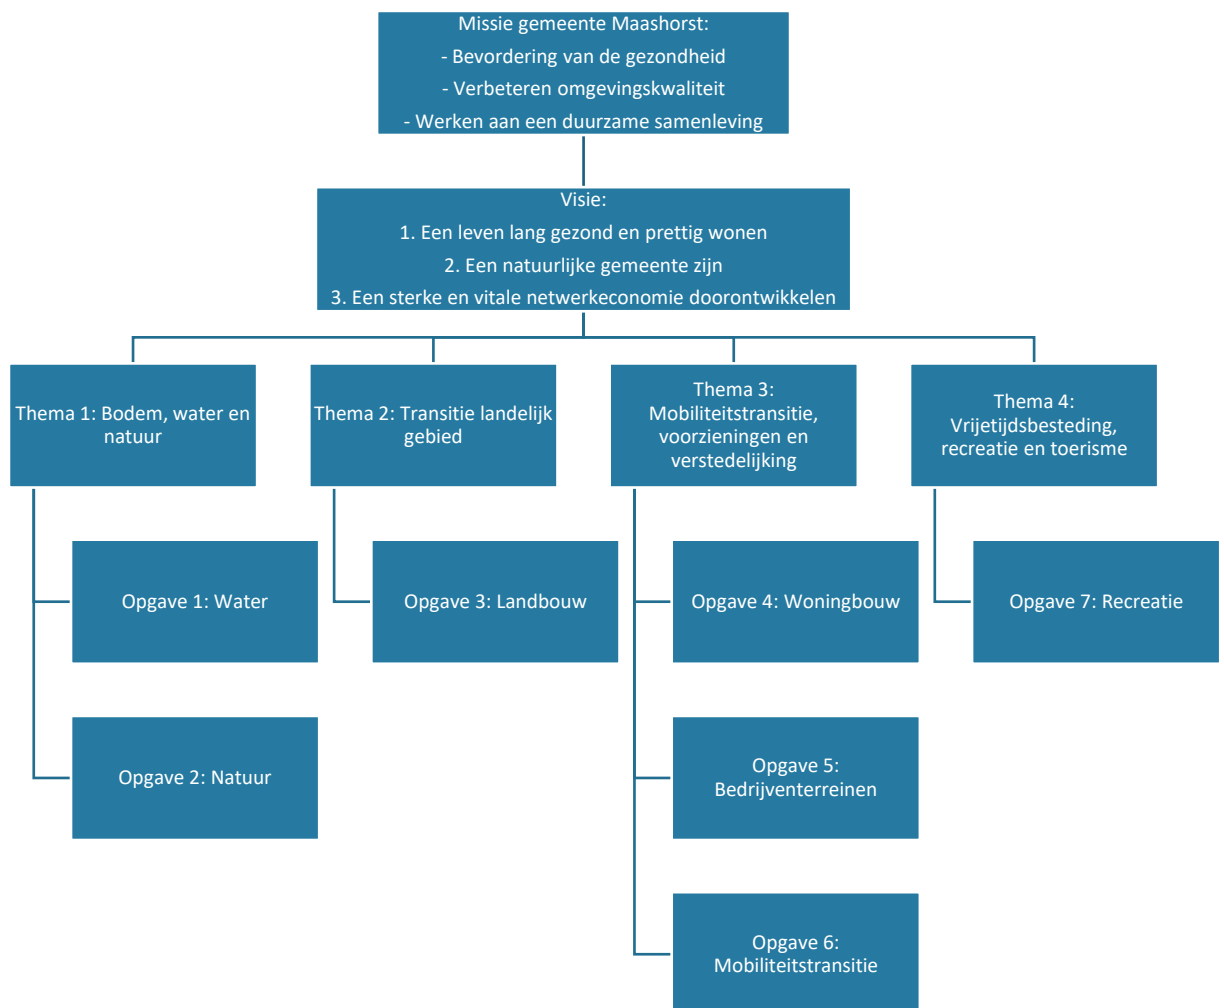 Missie gemeente Maashorst:
- Bevordering van de gezondheid
- Verbeteren omgevingskwaliteit
- Werken aan een duurzame samenleving
Visie:
1. Een leven lang gezond en prettig wonen
2. Een natuurlijke gemeente zijn
3. Een sterke en vitale netwerkeconomie doorontwikkelen
Thema 1: Bodem, water en
natuur
Thema 2: Transitie landelijk
gebied
Thema 3:
Mobiliteitstransitie,
voorzieningen en
verstedelijking
Thema 4:
Vrijetijdsbesteding,
recreatie en toerisme
Opgave 1: Water
Opgave 3: Landbouw
Opgave 4: Woningbouw
Opgave 7: Recreatie
Opgave 2: Natuur
Opgave 5:
Bedrijventerreinen
Opgave 6:
Mobiliteitstransitie